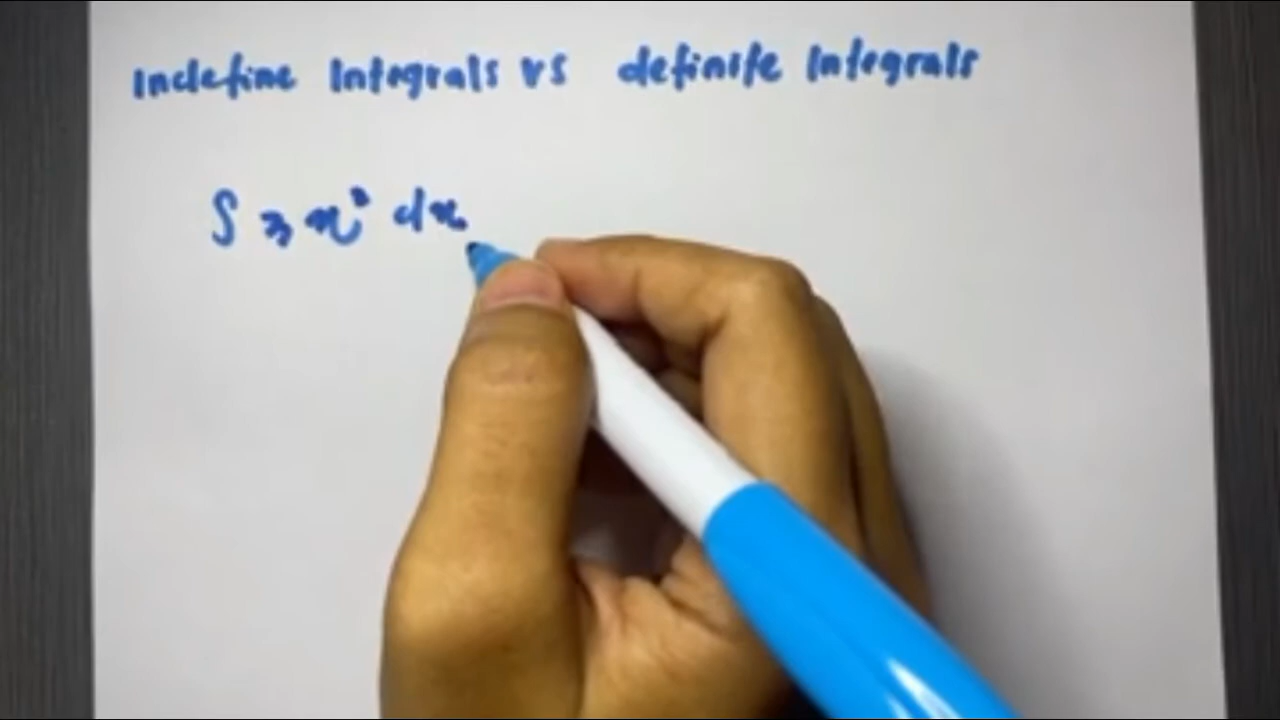 Indefine Integrals vs definite Integrals
∫ 3x² dx